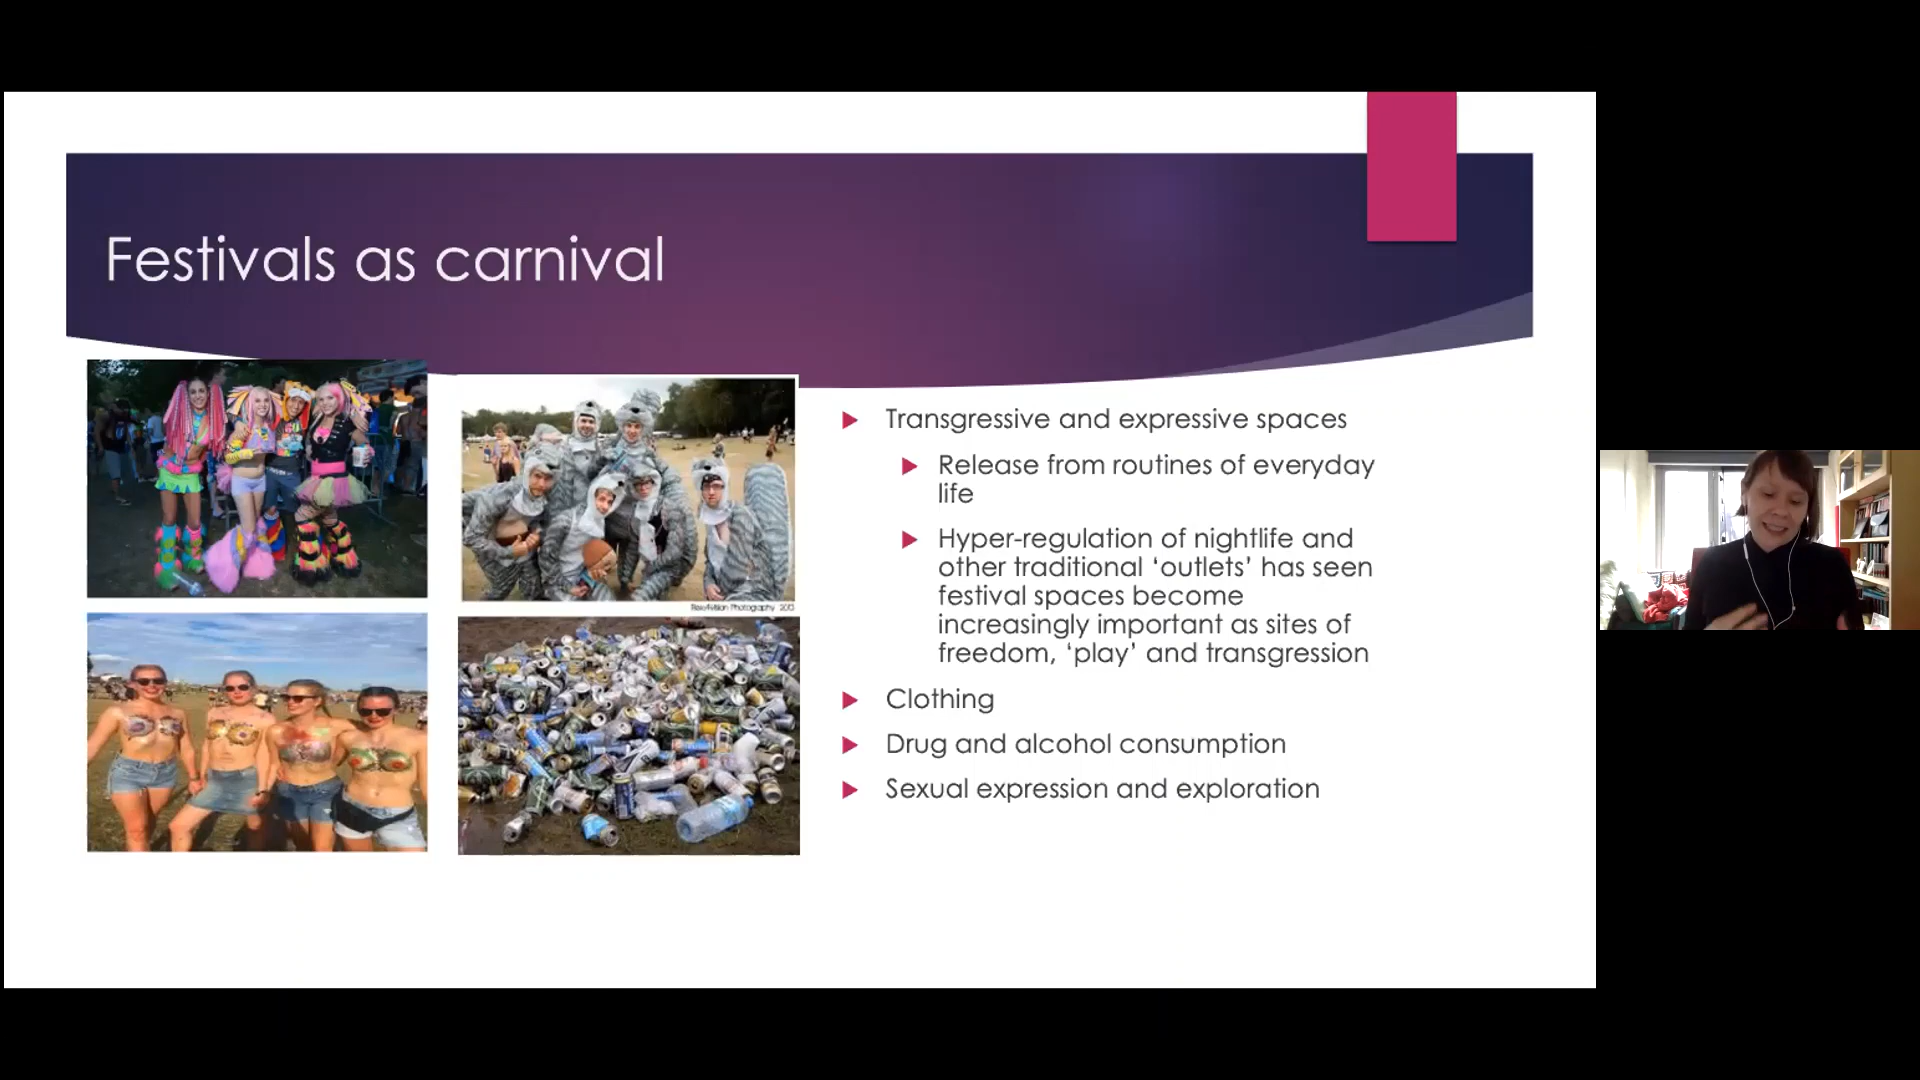 Festivals as carnival
Transgressive and expressive spaces
Release from routines of everyday
life
Hyper-regulation of nightlife and
other traditional ‘outlets’ has seen
festival spaces become
increasingly important as sites of
freedom, ‘play’ and transgression
Clothing
Drug and alcohol consumption
Sexual expression and exploration
Photography 2013